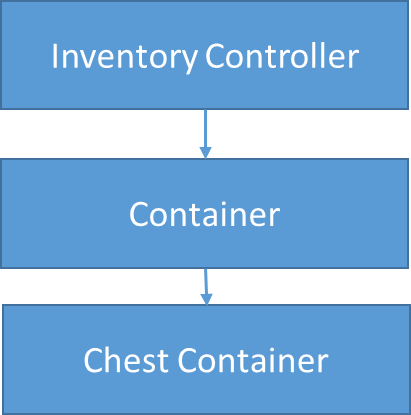 Inventory Controller
Container
Chest Container